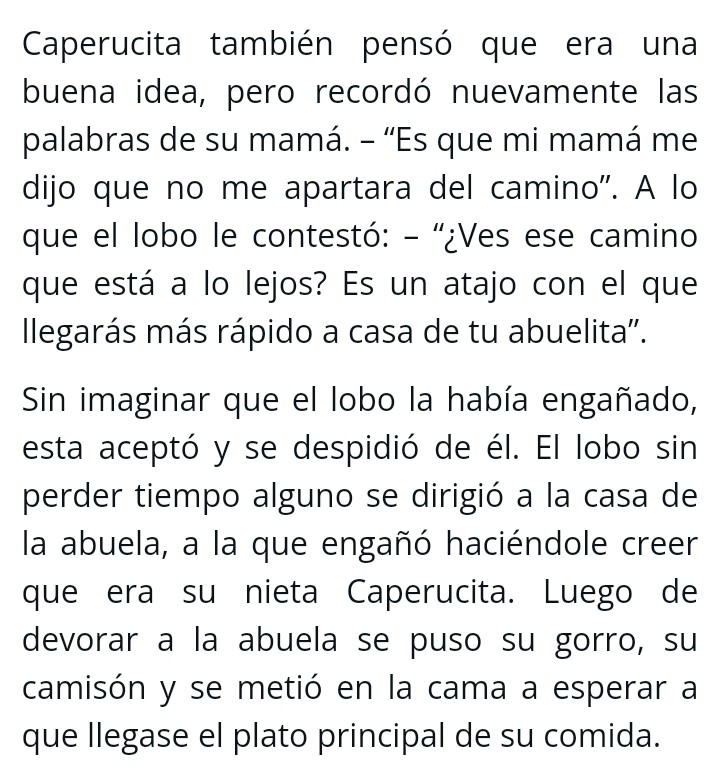 Caperucita también pensó que era una
buena idea, pero recordó nuevamente las
palabras de su mamá. – “Es que mi mamá me
dijo que no me apartara del camino”. A lo
que el lobo le contestó: – “¿Ves ese camino
que está a lo lejos? Es un atajo con el que
llegarás más rápido a casa de tu abuelita”.
Sin imaginar que el lobo la había engañado,
esta aceptó y se despidió de él. El lobo sin
perder tiempo alguno se dirigió a la casa de
la abuela, a la que engañó haciéndole creer
que era su nieta Caperucita. Luego de
devorar a la abuela se puso su gorro, su
camisón y se metió en la cama a esperar a
que llegase el plato principal de su comida.